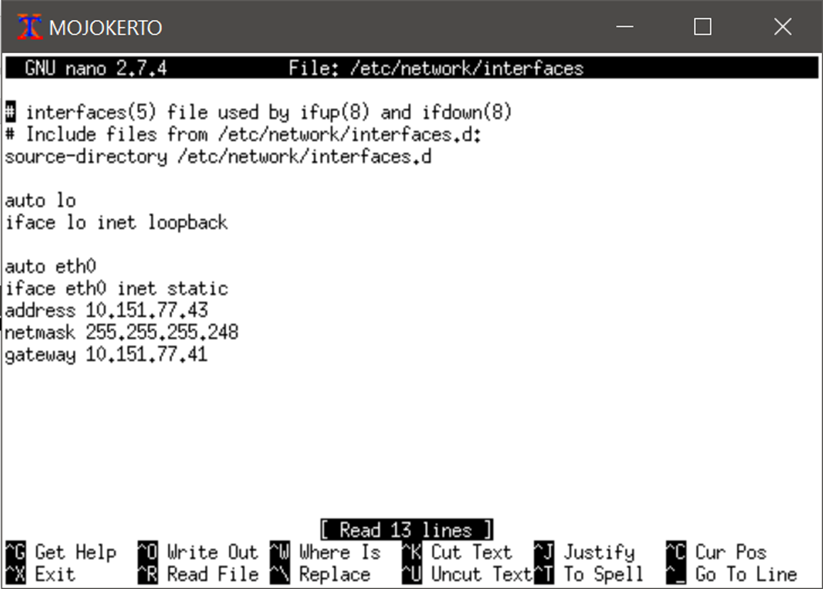 MOJOKERTO
GNU nano 2.7.4 File: /etc/network/interfaces
# interfaces(5) file used by ifup(8) and ifdown(8)
# Include files from /etc/network/interfaces.d:
source-directory /etc/network/interfaces.d
auto lo
iface lo inet loopback
auto eth0
iface eth0 inet static
address 10.151.77.43
netmask 255.255.255.248
gateway 10.151.77.41
[ Read 13 lines ]
^G Get Help ^O Write Out ^W Where Is ^K Cut Text ^J Justify ^C Cur Pos
^X Exit ^R Read File ^\ Replace ^U Uncut Text ^T To Spell ^_ Go To Line